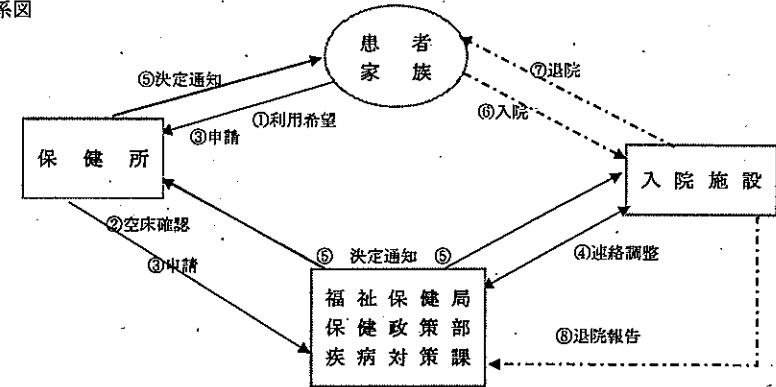 系図
患者
家族
⑤決定通知
⑦退院
①利用希望
③申請
⑥入院
保健所
入院施設
②空床確認
③申請
⑤ 決定通知 ⑤
④連絡調整
福祉保健局
保健政策部
疾病対策課
⑧退院報告